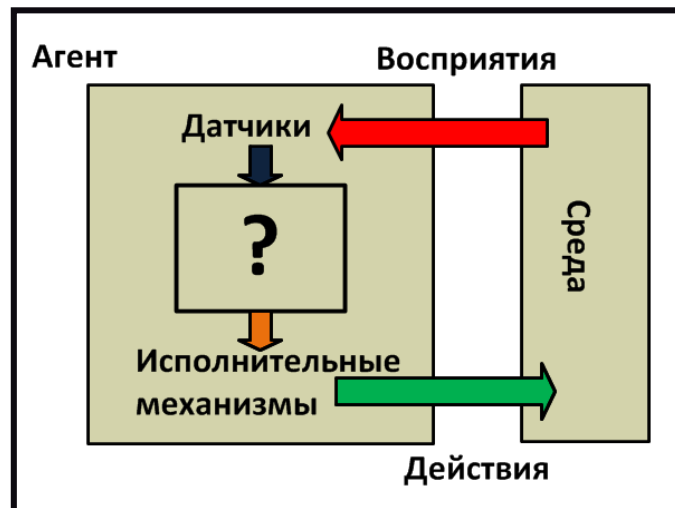 Агент
Восприятия
Датчики
?
Среда
Исполнительные
механизмы
Действия